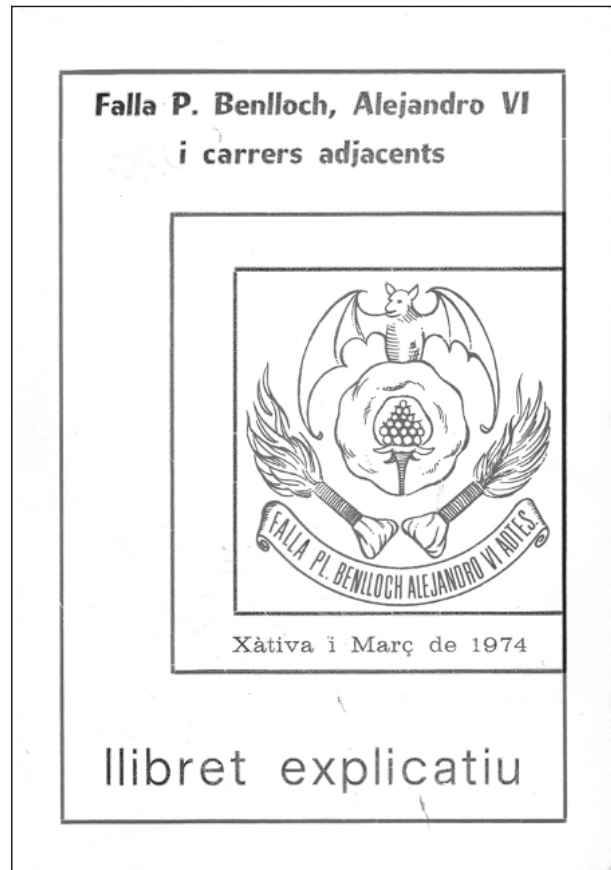 Falla P. Benlloch, Alejandro VI
i carrers adjacents
FALLA PL. BENLLOCH ALEJANDRO VI ADTES.
Xàtiva i Març de 1974
llibret explicatiu